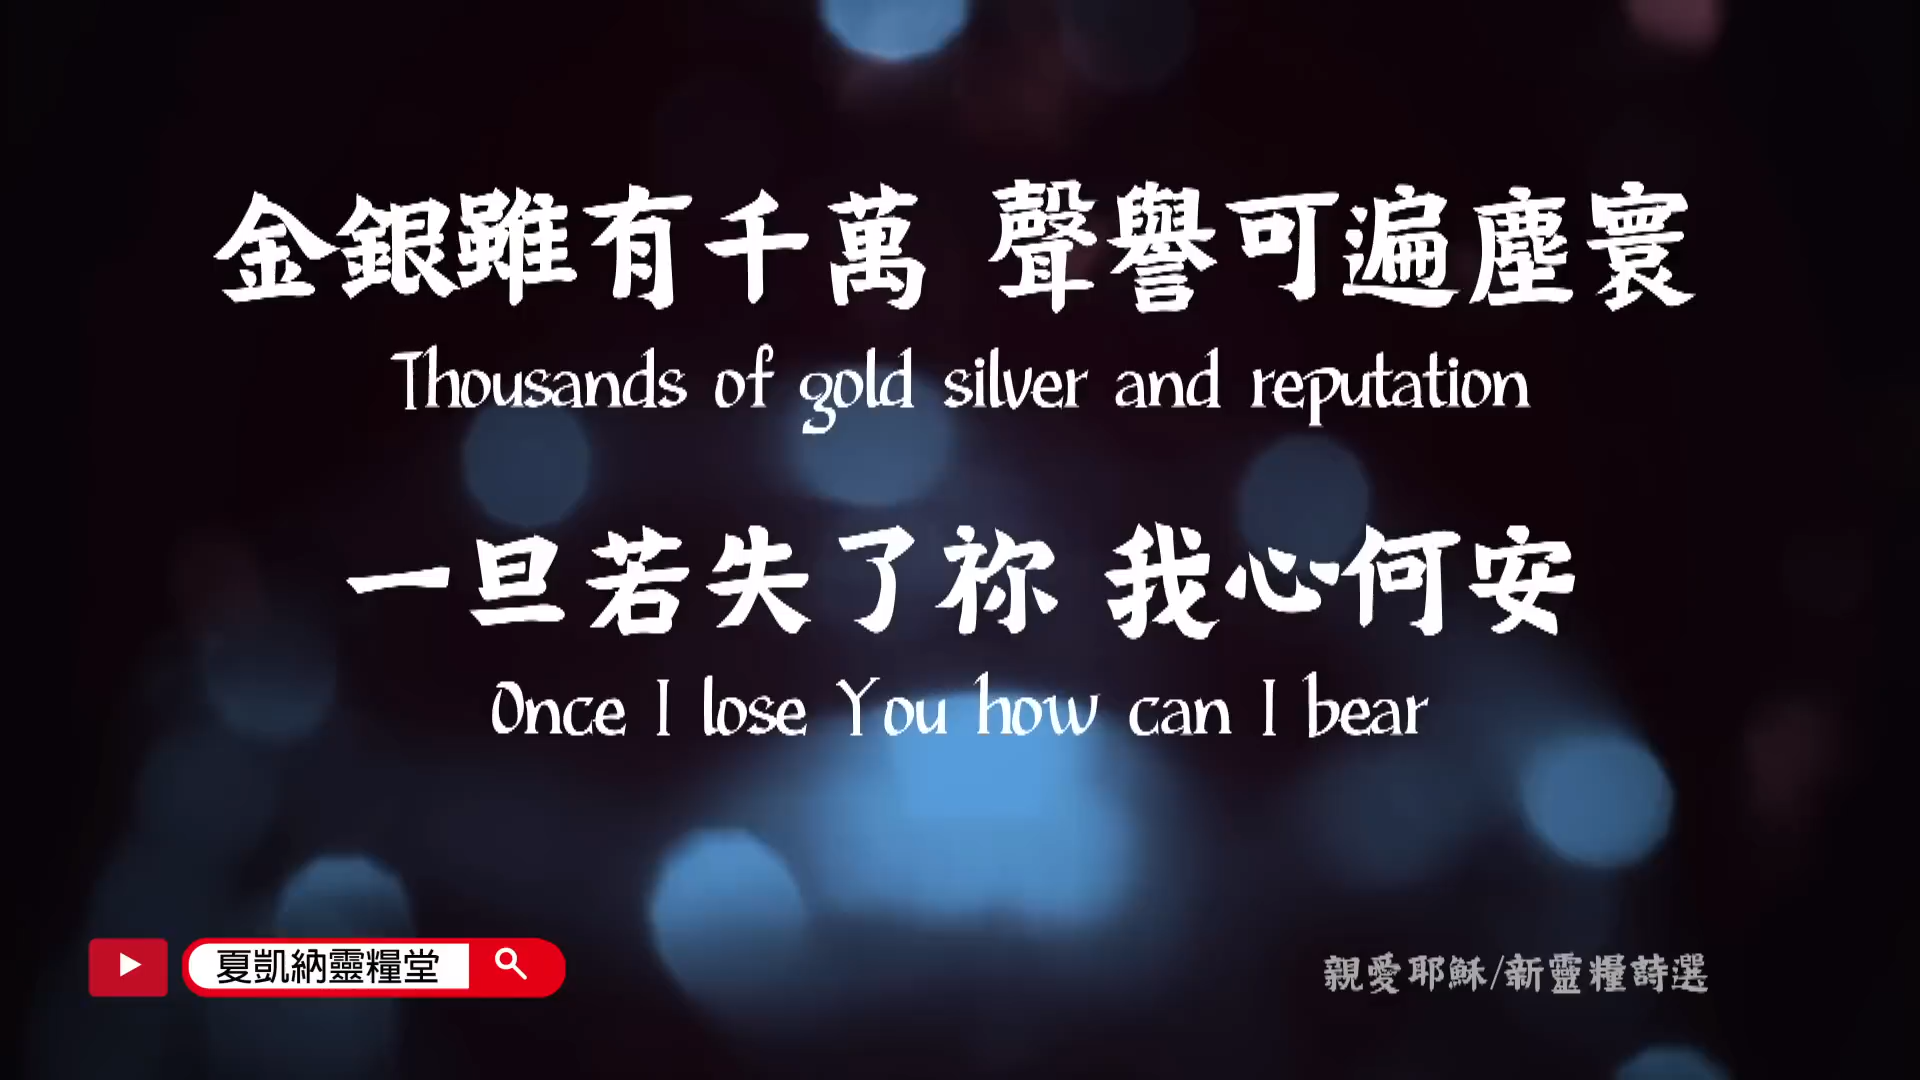 金銀雖有千萬 聲譽可遍塵寰
Thousands of gold silver and reputation
一旦若失了祢 我心何安
Once I lose You how can I bear
夏凱納靈糧堂
親愛耶穌/新靈糧詩選